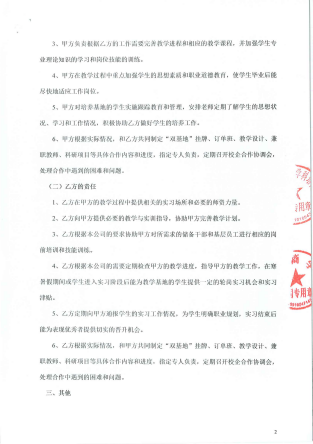 3、甲方负责根据乙方的工作需要完善教学进程和相应的教学课程，并加强学生专
业理论知识的学习和岗位技能的训练。
4、甲方在教学过程中重点加强学生的思想素质和职业道德教育，使学生毕业后能
尽快地适应工作岗位。
5、甲方对培养基地的学生实施跟踪教育和管理，安排老师定期了解学生的思想状
况、学习和工作情况，积极协助乙方做好学生的培养工作。
6、甲方根据实际情况，和乙方共同制定“双基地”挂牌、订单班、教学设计、兼
职教师、科研项目等具体合作内容和进度，指定专人负责，定期召开校企合作协调会，
处理合作中遇到的困难和问题。
（二）乙方的责任
1、乙方在甲方的教学过程中提供相关的实习场所和必要的师资力量。
2、乙方向甲方提供必要的教学与实训指导，协助甲方完善教学计划。
3、乙方根据本公司的要求协助甲方对所需求的储备干部和基层员工进行相应的岗
前培训和技能训练。
4、乙方根据本公司的需要定期检查甲方的教学进度，指导甲方的教学工作，在寒
暑假期间或学生进入实习阶段后能为教学基地的学生提供一定的轮岗实习机会和实习
津贴。
5、乙方定期向甲方通报学生的实习工作情况，为学生明确职业规划，实习结束后
能为表现优秀者提供切实的晋升机会。
6、乙方根据实际情况，和甲方共同制定“双基地”挂牌、订单班、教学设计、兼
职教师、科研项目等具体合作内容和进度，指定专人负责，定期召开校企合作协调会，
处理合作中遇到的困难和问题。
三、其他
2